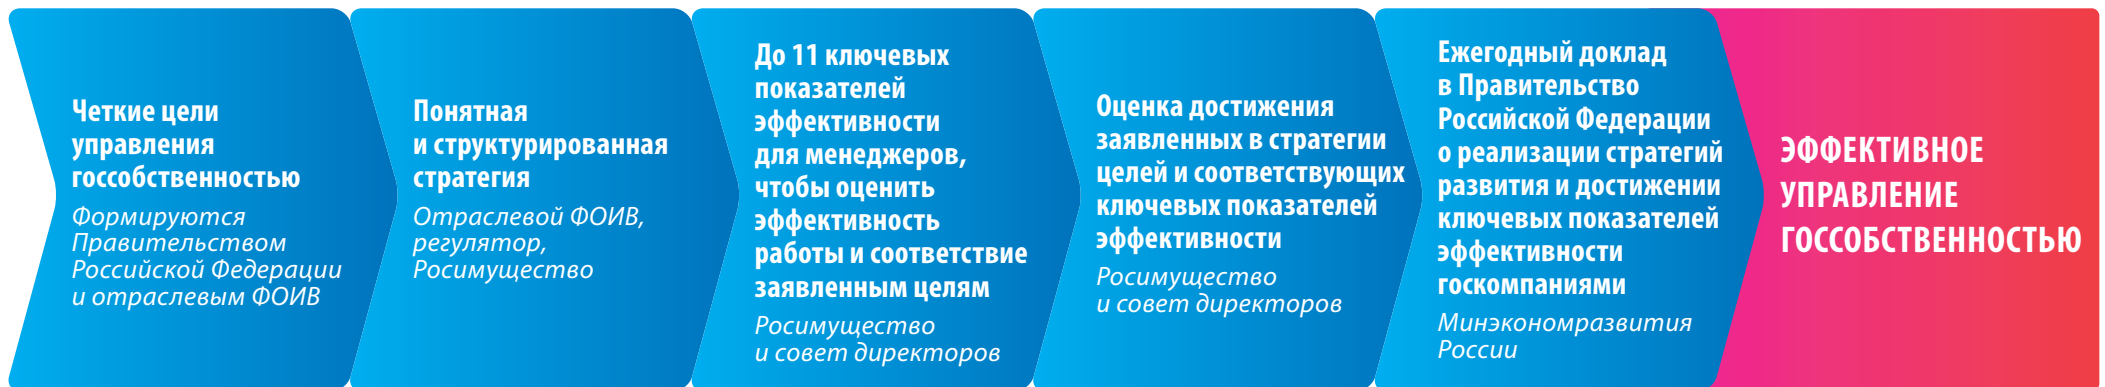 Четкие цели
управления
госсобственностью
Формируются
Правительством
Российской Федерации
и отраслевым ФОИВ
Понятная
и структурированная
стратегия
Отраслевой ФОИВ,
регулятор,
Росимущество
До 11 ключевых
показателей
эффективности
для менеджеров,
чтобы оценить
эффективность
работы и соответствие
заявленным целям
Росимущество
и совет директоров
Оценка достижения
заявленных в стратегии
целей и соответствующих
ключевых показателей
эффективности
Росимущество
и совет директоров
Ежегодный доклад
в Правительство
Российской Федерации
о реализации стратегий
развития и достижении
ключевых показателей
эффективности
госкомпаниями
Минэкономразвития
России
ЭФФЕКТИВНОЕ
УПРАВЛЕНИЕ
ГОССОБСТВЕННОСТЬЮ